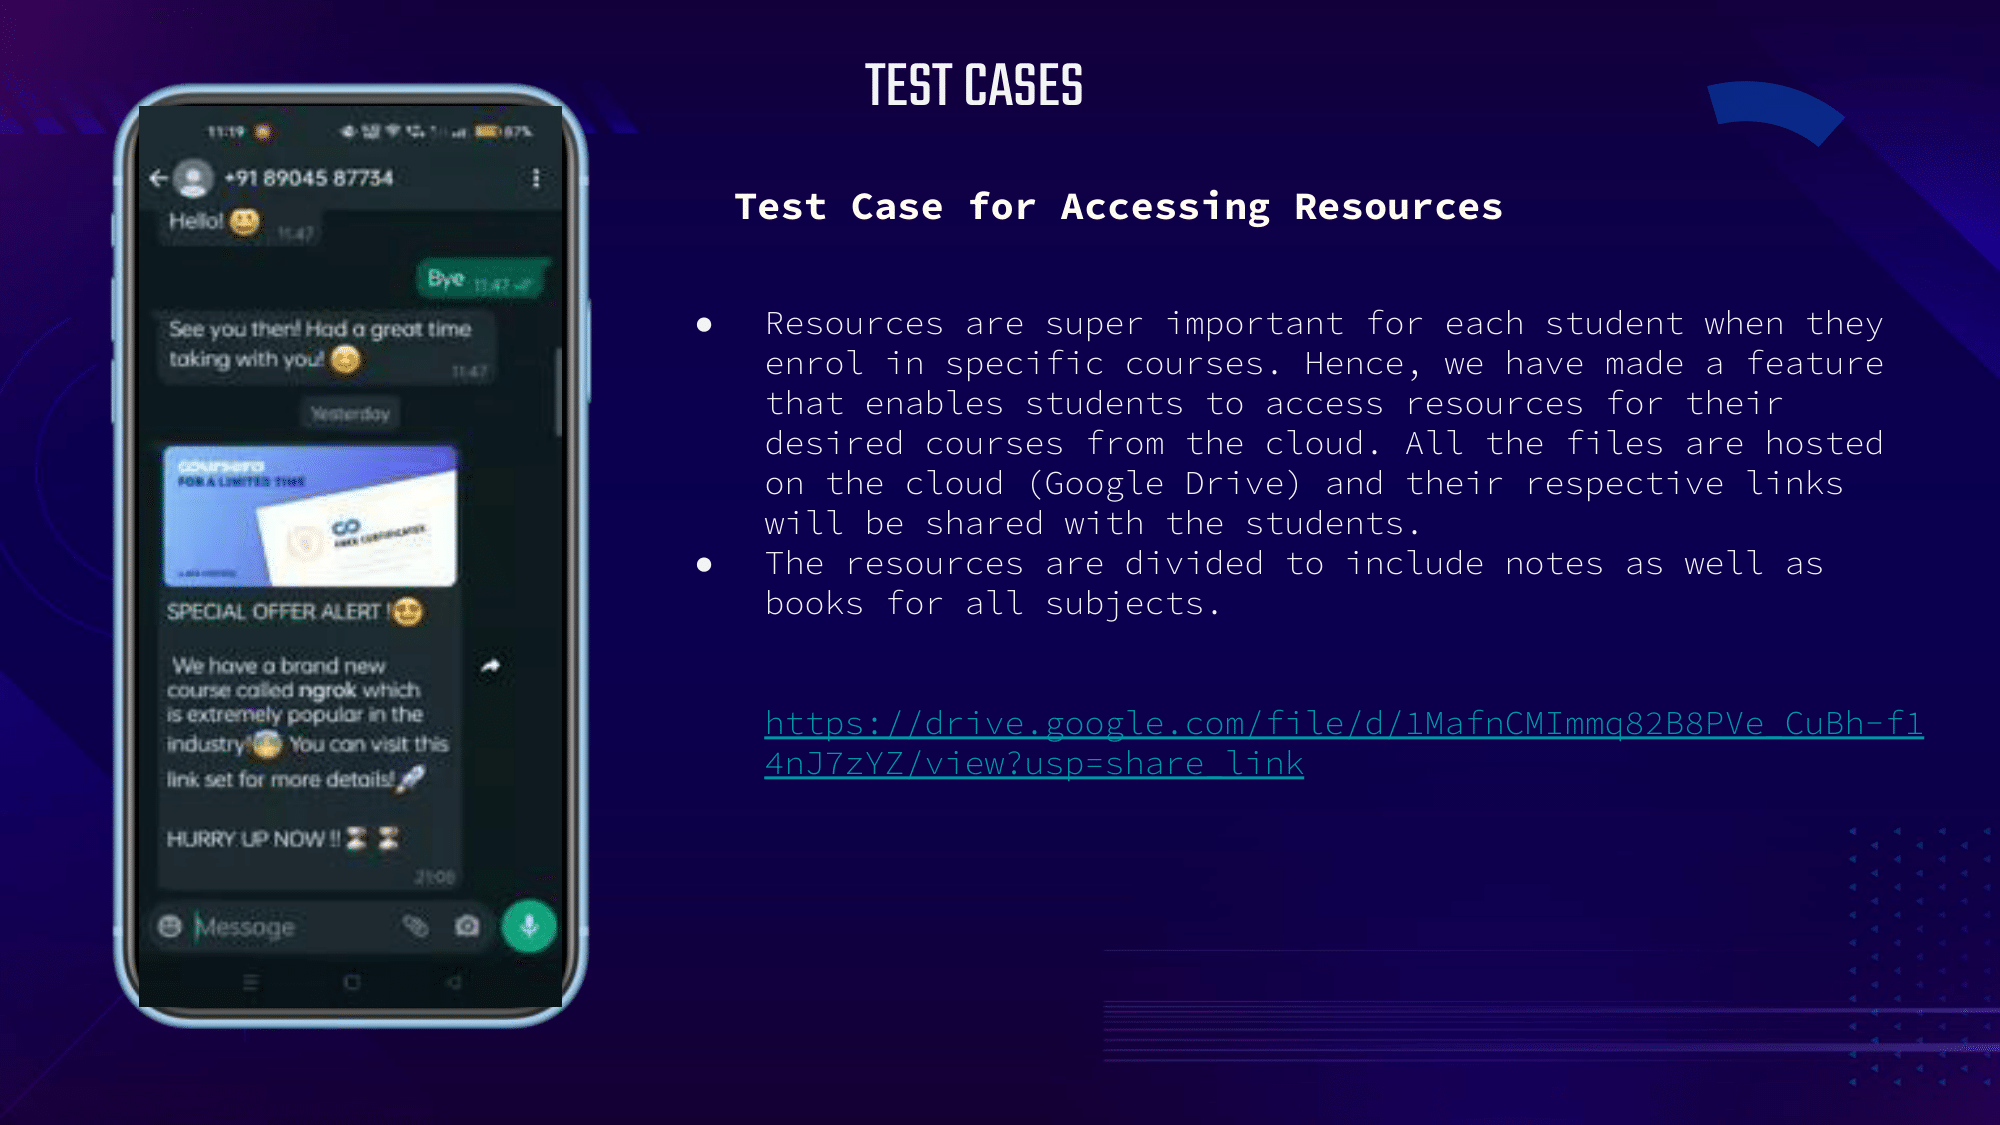 TEST CASES
11:19
87%
+91 89045 87734
Hello! 😊
11:47
Bye
11:47
See you then! Had a great time
taking with you! 😊
11:47
Yesterday
coursera
FOR A LIMITED TIME
FREE CERTIFICATES
SPECIAL OFFER ALERT !
We have a brand new
course called ngrok which
is extremely popular in the
industry! You can visit this
link set for more details!🚀
HURRY UP NOW !!⏳ ⏳
21:08
Message
Test Case for Accessing Resources
● Resources are super important for each student when they
enrol in specific courses. Hence, we have made a feature
that enables students to access resources for their
desired courses from the cloud. All the files are hosted
on the cloud (Google Drive) and their respective links
will be shared with the students.
● The resources are divided to include notes as well as
books for all subjects.
https://drive.google.com/file/d/1MafnCMImmq82B8PVe_CuBh-f1
4nJ7zYZ/view?usp=share_link